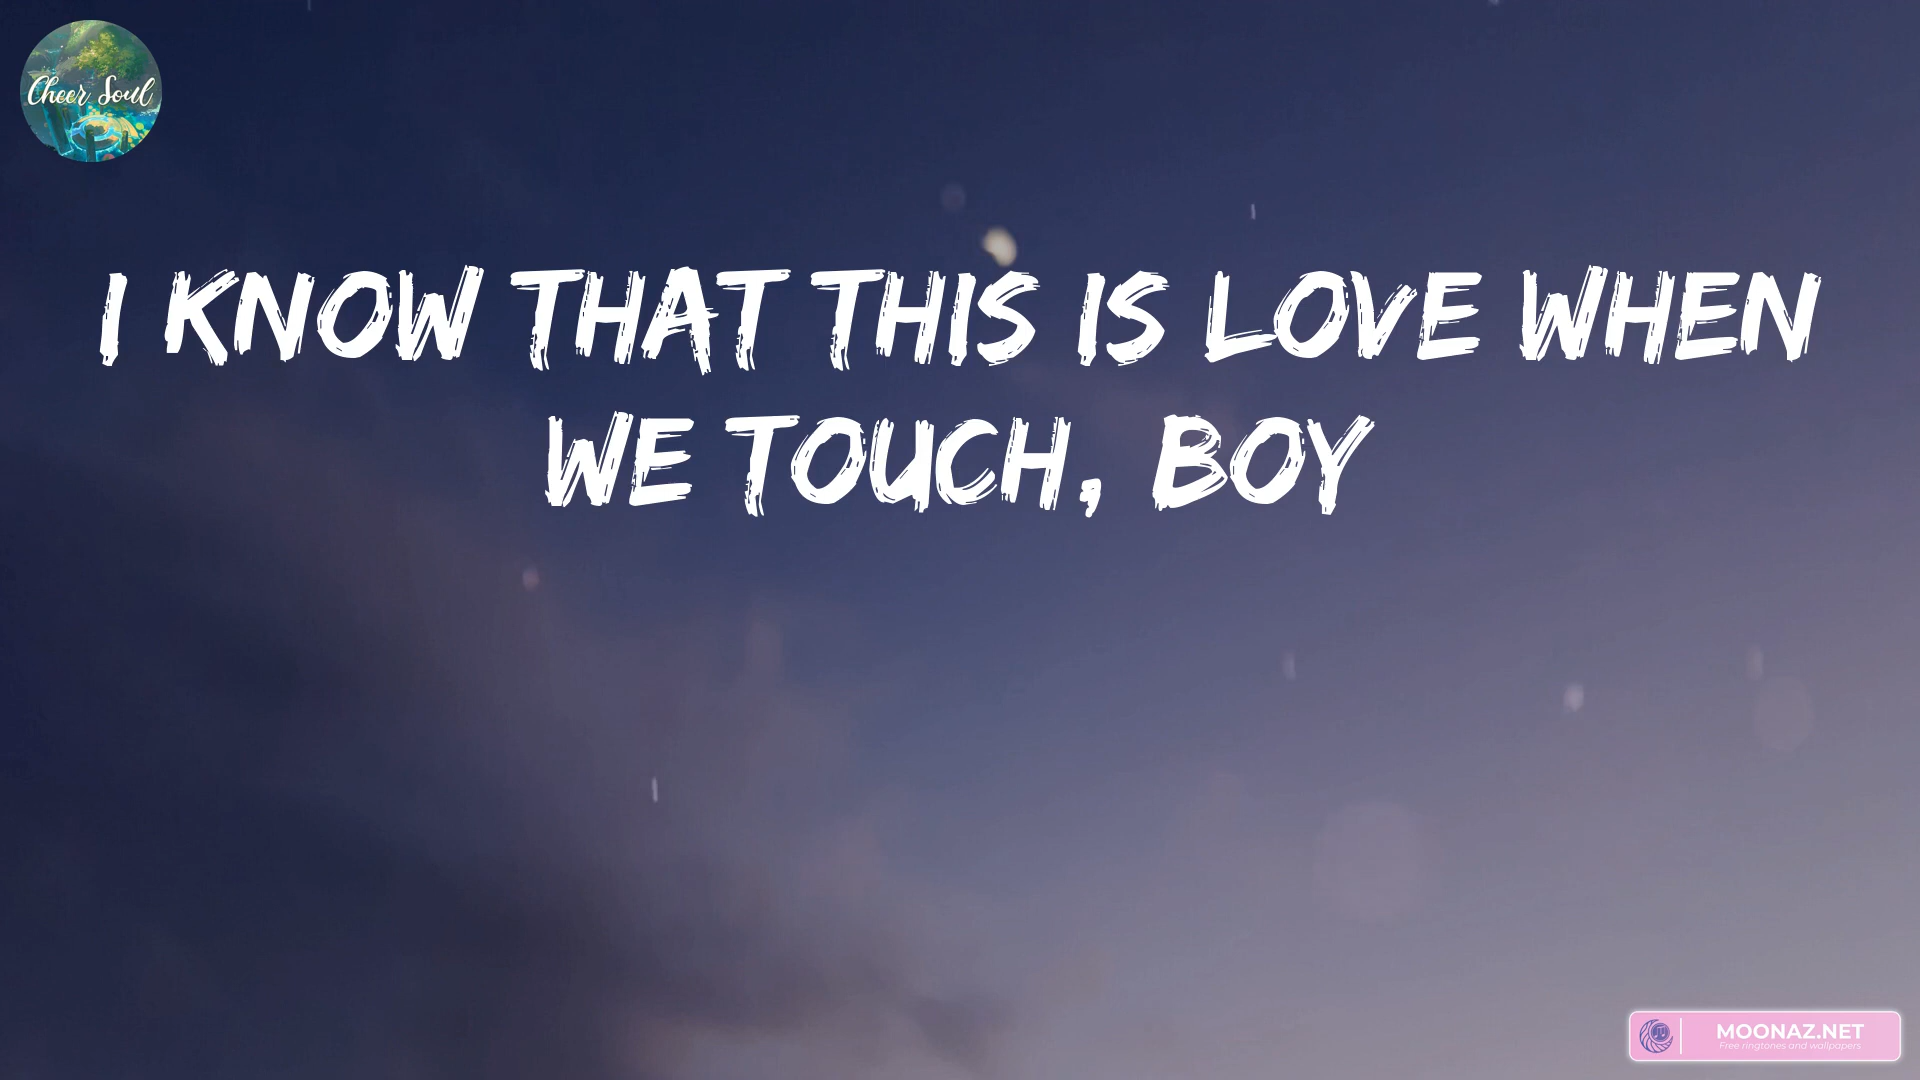 Cheer Soul
I KNOW THAT THIS IS LOVE WHEN
WE TOUCH, BOY
MOONAZ.NET
Free ringtones and wallpapers